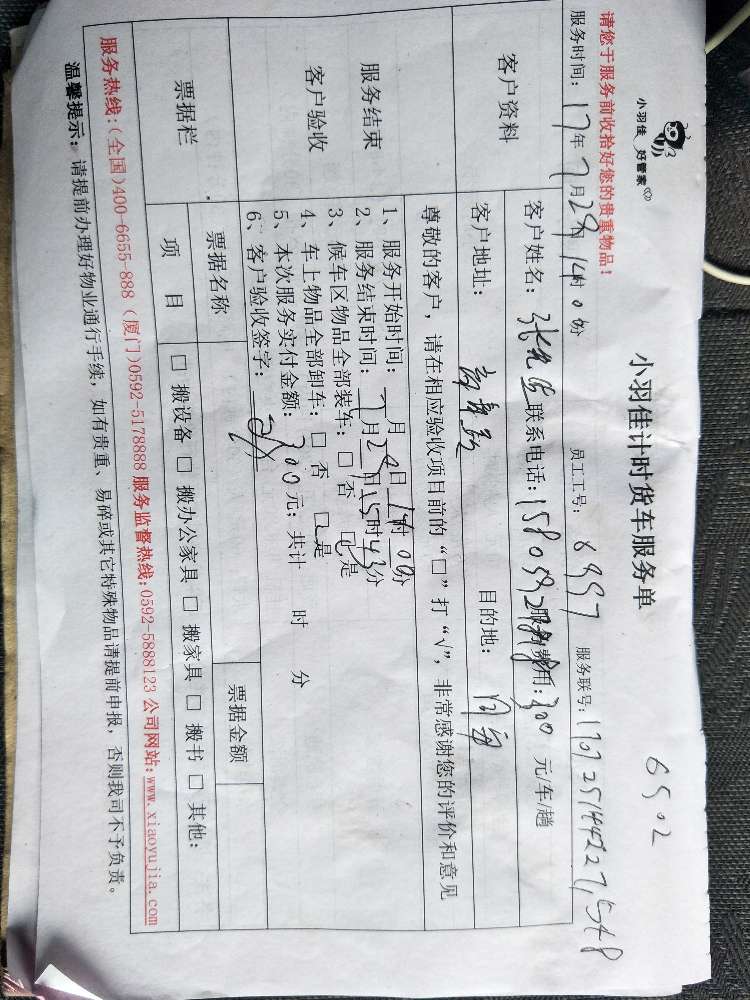 小羽佳 好管家
请您于服务前收拾好您的贵重物品！
6502
小羽佳计时货车服务单
服务时间：17年7月29日14时0分 员工工号：6997 服务联号：
客户资料
客户姓名：张 联系电话： 服务费用：300 元/车/趟
客户地址： 目的地：同安
服务结束
客户验收
尊敬的客户，请在相应验收项目前的“□”打“√”，非常感谢您的评价和意见
1、服务开始时间： 月 日 时00分
2、服务结束时间：7月29日15时43分
3、候车区物品全部装车：□ 否 ☑是
4、车上物品全部卸车：□ 否 ☑是
5、本次服务实付金额：300元；共计 时 分
6、客户验收签字：
票据栏
票据名称 票据金额
项 目 □ 搬设备 □ 搬办公家具 □ 搬家具 □ 搬书 □ 其他：
服务热线：(全国)400-6655-888 (厦门)0592-5178888 服务监督热线:0592-5888123 公司网站:www.xiaoyujia.com
温馨提示：请提前办理好物业通行手续，如有贵重、易碎或其它特殊物品请提前申报，否则我司不予负责。